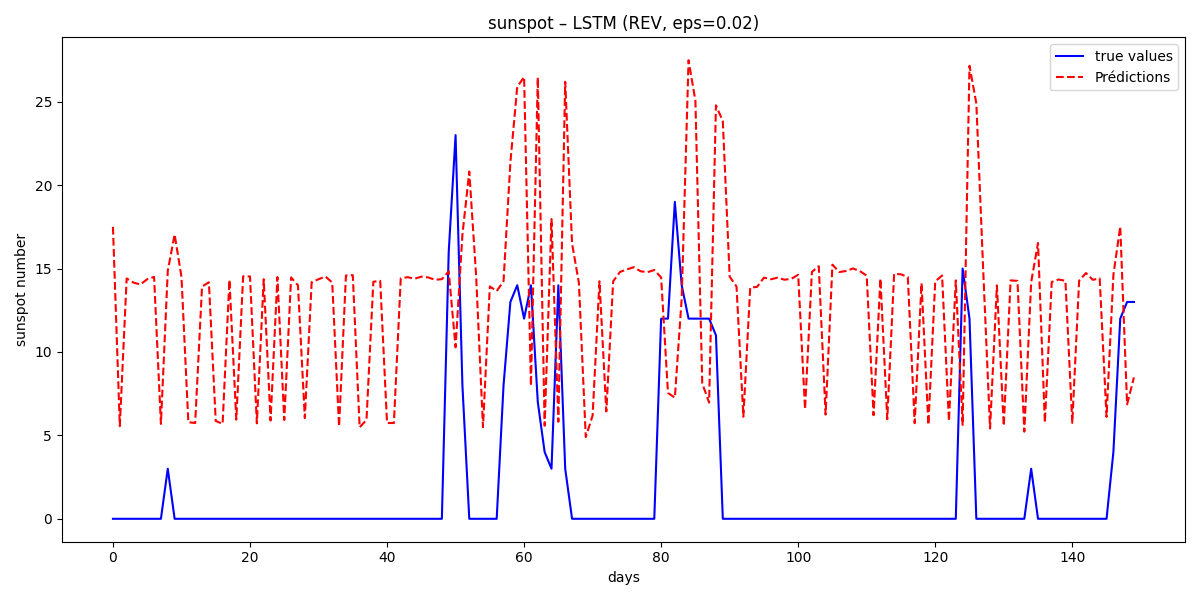 sunspot – LSTM (REV, eps=0.02)
true values
Prédictions
sunspot number
25
20
15
10
5
0
0 20 40 60 80 100 120 140
days